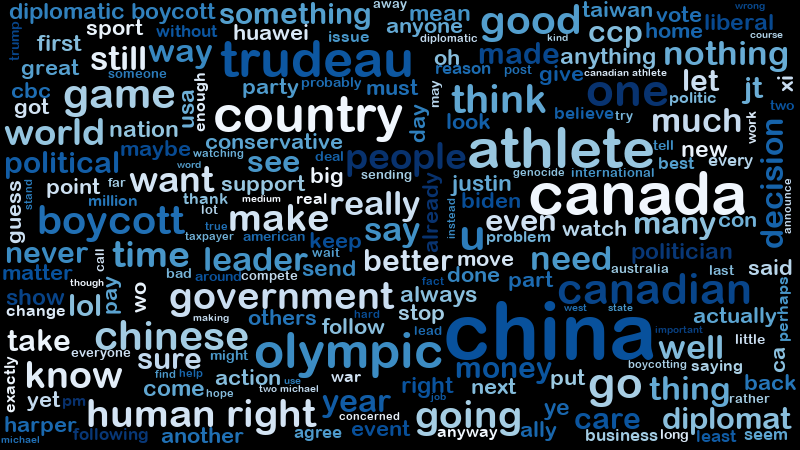 diplomatic boycott something away mean good taiwan vote wrong liberal
trump sport without huawei issue anyone diplomatic kind ccp home course
first still way trudeau oh made anything nothing
great someone reason post give canadian athlete let xi
cbc game usa enough party probably must may think one politic jt two
got country day look believe try much work
world nation conservative athlete tell new decision
political maybe watching see deal people genocide international best every
word want big sending canada announce
guess stand point far support justin
million thank medium real really already biden
boycott lot make say instead u even watch many con
true taxpayer american keep problem
never time leader wait better move need politician
matter call bad around compete send fact done part australia last said
though pay wo government always canadian perhaps
show lol change making others hard stop west state actually
take chinese follow lead china important little ca
everyone sure might olympic well
exactly know find help action use war money boycotting saying
come hope two michael right next put go thing back
yet pm year job rather
human right concerned going ye care diplomat
harper following another agree event anyway ally business long least seem
michael